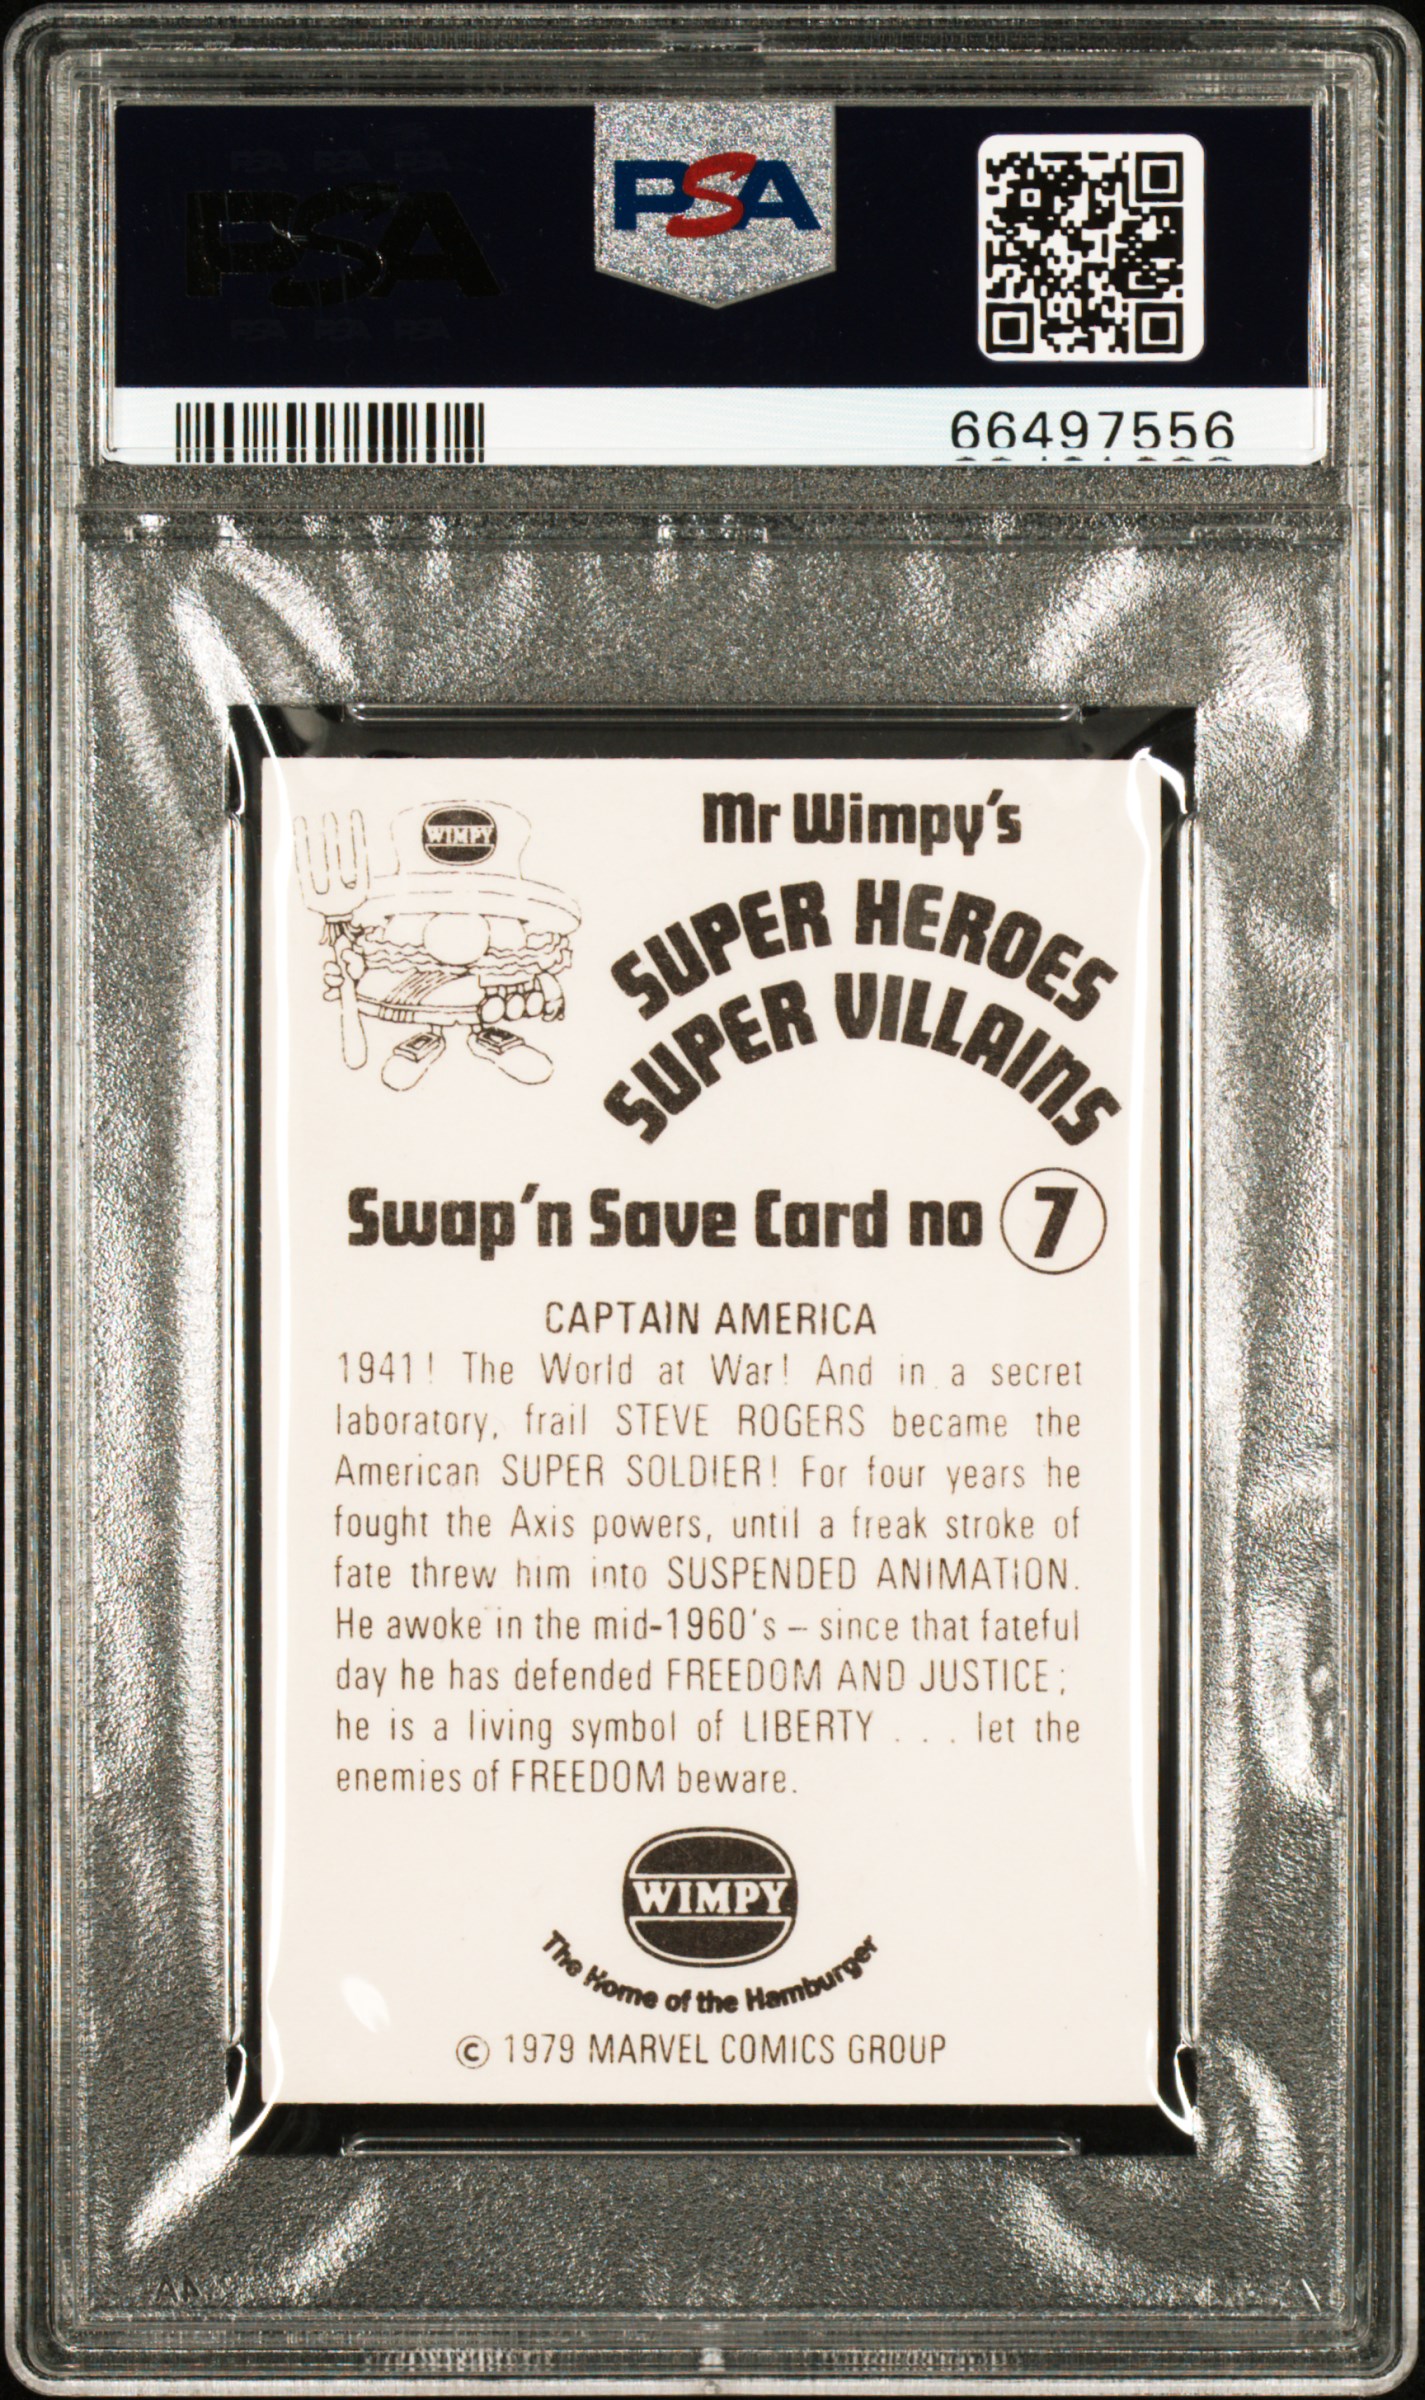 PSA
PSA
66497556
WIMPY
Mr Wimpy's
SUPER HEROES
SUPER VILLAINS
Swap'n Save Card no 7
CAPTAIN AMERICA
1941! The World at War! And in a secret
laboratory, frail STEVE ROGERS became the
American SUPER SOLDIER! For four years he
fought the Axis powers, until a freak stroke of
fate threw him into SUSPENDED ANIMATION.
He awoke in the mid-1960's – since that fateful
day he has defended FREEDOM AND JUSTICE;
he is a living symbol of LIBERTY . . . let the
enemies of FREEDOM beware.
WIMPY
The Home of the Hamburger
© 1979 MARVEL COMICS GROUP